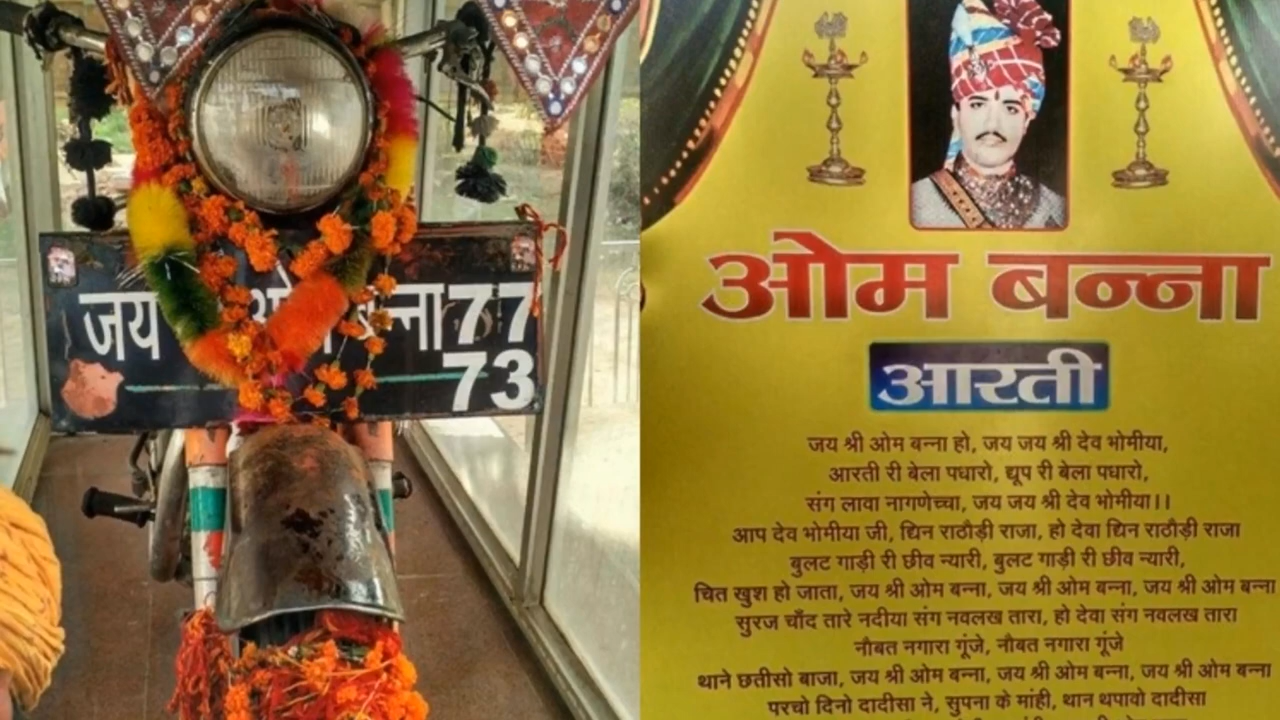 जय ओ बन्ना 77
73
ओम बन्ना
आरती
जय श्री ओम बन्ना हो, जय जय श्री देव भोमीया,
आरती री बेला पधारो, द्यूप री बेला पधारो,
संग लावा नागणेच्चा, जय जय श्री देव भोमीया।।
आप देव भोमीया जी, द्यिन राठौड़ी राजा, हो देवा द्यिन राठौड़ी राजा
बुलट गाड़ी री छीव न्यारी, बुलट गाड़ी री छीव न्यारी,
चित खुश हो जाता, जय श्री ओम बन्ना, जय श्री ओम बन्ना, जय श्री ओम बन्ना
सुरज चाँद तारे नदीया संग नवलख तारा, हो देवा संग नवलख तारा
नौबत नगारा गूंजे, नौबत नगारा गूंजे
थाने छतीसो बाजा, जय श्री ओम बन्ना, जय श्री ओम बन्ना, जय श्री ओम बन्ना
परचो दिनो दादीसा ने, सुपना के मांही, थान थपावो दादीसा